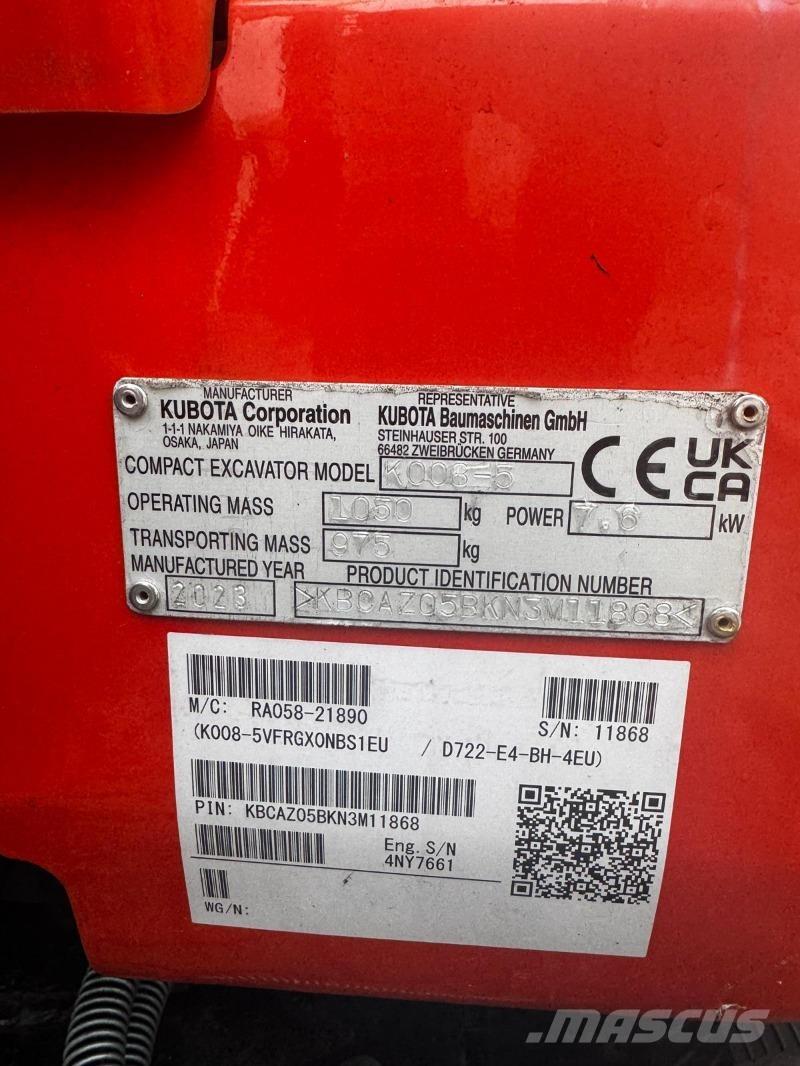 MANUFACTURER
KUBOTA Corporation
1-1-1 NAKAMIYA OIKE HIRAKATA,
OSAKA, JAPAN
REPRESENTATIVE
KUBOTA Baumaschinen GmbH
STEINHAUSER STR. 100
66482 ZWEIBRÜCKEN GERMANY
COMPACT EXCAVATOR MODEL K008-5
CE UK
CA
OPERATING MASS 1050 kg POWER 7.6 kW
TRANSPORTING MASS 975 kg
MANUFACTURED YEAR PRODUCT IDENTIFICATION NUMBER
2023 >KBCAZ05BKN3M11868<
M/C: RA058-21890 S/N: 11868
(K008-5VFRGX0NBS1EU / D722-E4-BH-4EU)
PIN: KBCAZ05BKN3M11868
Eng. S/N
4NY7661
WG/N:
MASCUS